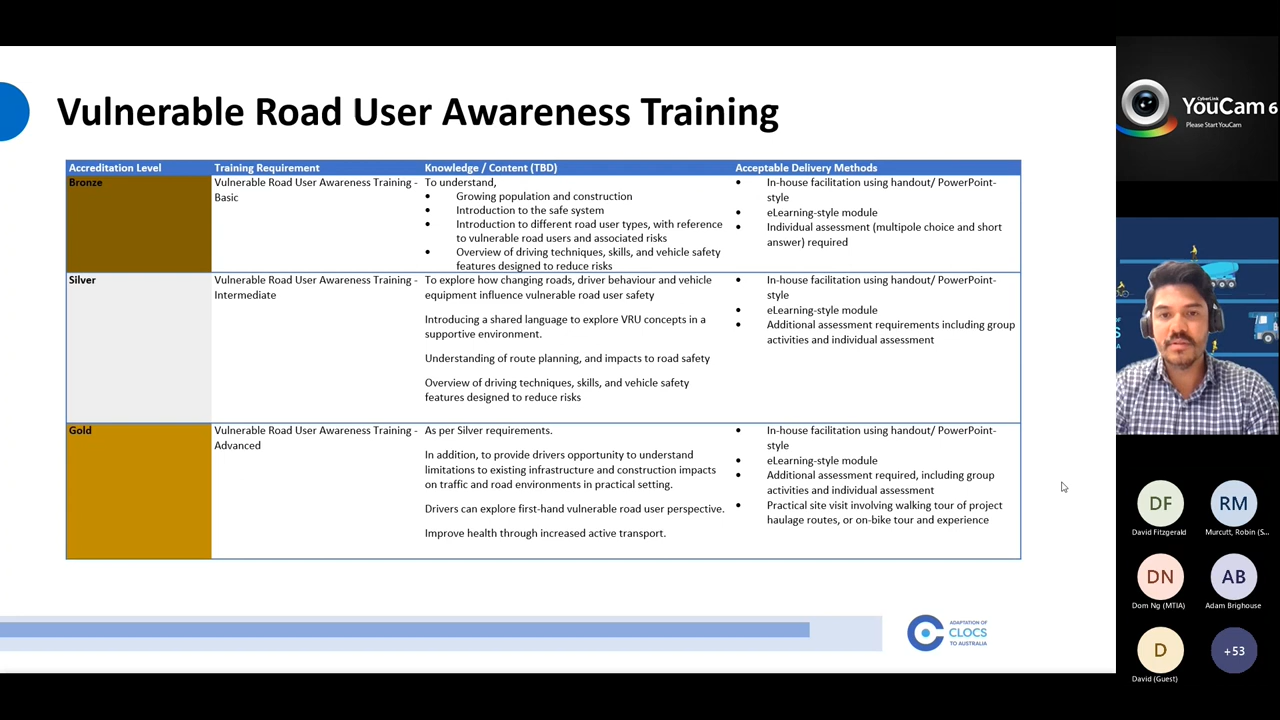 Vulnerable Road User Awareness Training
Accreditation Level
Training Requirement
Knowledge / Content (TBD)
Acceptable Delivery Methods
Bronze
Vulnerable Road User Awareness Training -
Basic
To understand,
• Growing population and construction
• Introduction to the safe system
• Introduction to different road user types, with reference
to vulnerable road users and associated risks
• Overview of driving techniques, skills, and vehicle safety
features designed to reduce risks
• In-house facilitation using handout/ PowerPoint-
style
• eLearning-style module
• Individual assessment (multipole choice and short
answer) required
Silver
Vulnerable Road User Awareness Training -
Intermediate
To explore how changing roads, driver behaviour and vehicle
equipment influence vulnerable road user safety
Introducing a shared language to explore VRU concepts in a
supportive environment.
Understanding of route planning, and impacts to road safety
Overview of driving techniques, skills, and vehicle safety
features designed to reduce risks
• In-house facilitation using handout/ PowerPoint-
style
• eLearning-style module
• Additional assessment requirements including group
activities and individual assessment
Gold
Vulnerable Road User Awareness Training -
Advanced
As per Silver requirements.
In addition, to provide drivers opportunity to understand
limitations to existing infrastructure and construction impacts
on traffic and road environments in practical setting.
Drivers can explore first-hand vulnerable road user perspective.
Improve health through increased active transport.
• In-house facilitation using handout/ PowerPoint-
style
• eLearning-style module
• Additional assessment required, including group
activities and individual assessment
• Practical site visit involving walking tour of project
haulage routes, or on-bike tour and experience
ADAPTATION OF
CLOCS
TO AUSTRALIA
CyberLink
YouCam 6
Please Start YouCam
DF
David Fitzgerald
RM
Murcutt, Robin (S...
DN
Dom Ng (MTIA)
AB
Adam Brighouse
D
David (Guest)
+53